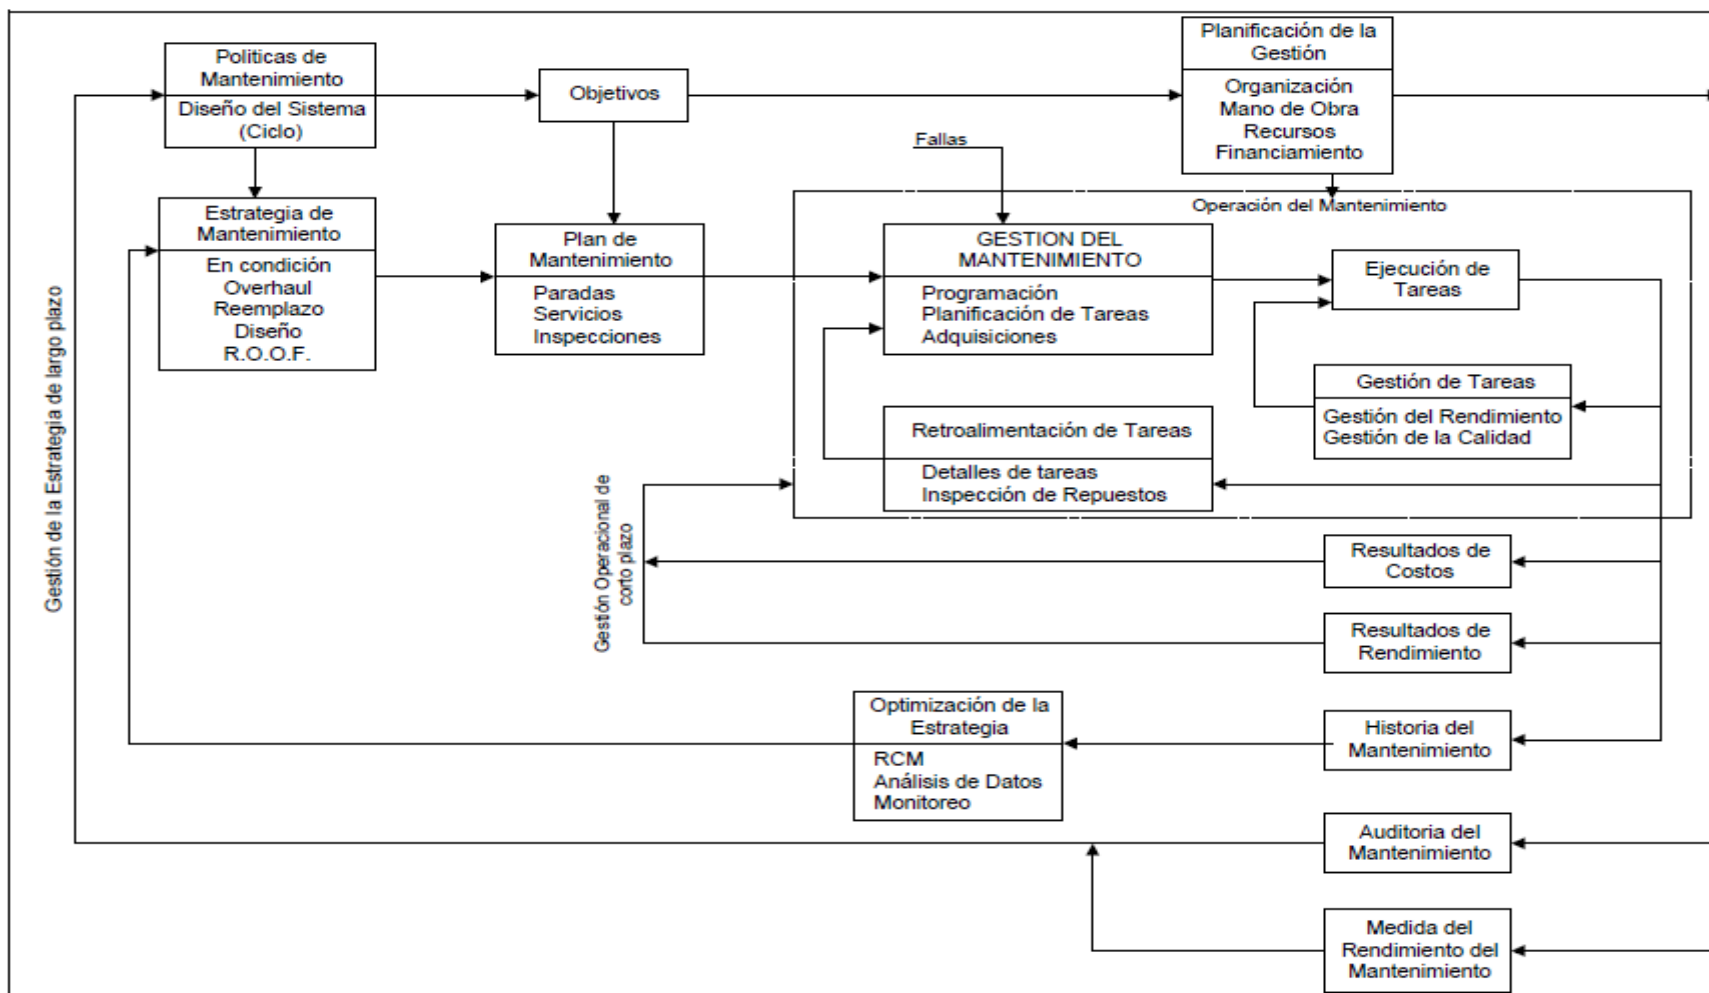 Politicas de
Mantenimiento
Diseño del Sistema
(Ciclo)
Objetivos
Planificación de la
Gestión
Organización
Mano de Obra
Recursos
Financiamiento
Fallas
Estrategia de
Mantenimiento
En condición
Overhaul
Reemplazo
Diseño
R.O.O.F.
Plan de
Mantenimiento
Paradas
Servicios
Inspecciones
Operación del Mantenimiento
GESTION DEL
MANTENIMIENTO
Programación
Planificación de Tareas
Adquisiciones
Ejecución de
Tareas
Gestión de Tareas
Gestión del Rendimiento
Gestión de la Calidad
Retroalimentación de Tareas
Detalles de tareas
Inspección de Repuestos
Gestión de la Estrategia de largo plazo
Gestión Operacional de
corto plazo
Resultados de
Costos
Resultados de
Rendimiento
Optimización de la
Estrategia
RCM
Análisis de Datos
Monitoreo
Historia del
Mantenimiento
Auditoria del
Mantenimiento
Medida del
Rendimiento del
Mantenimiento